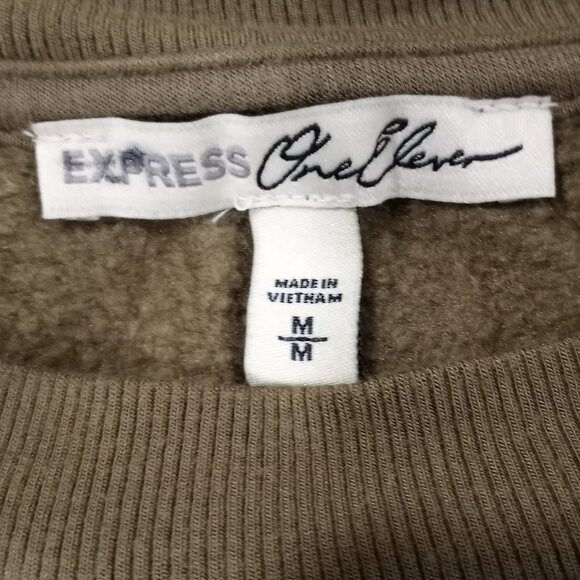 EXPRESS One Eleven
MADE IN
VIETNAM
M
M